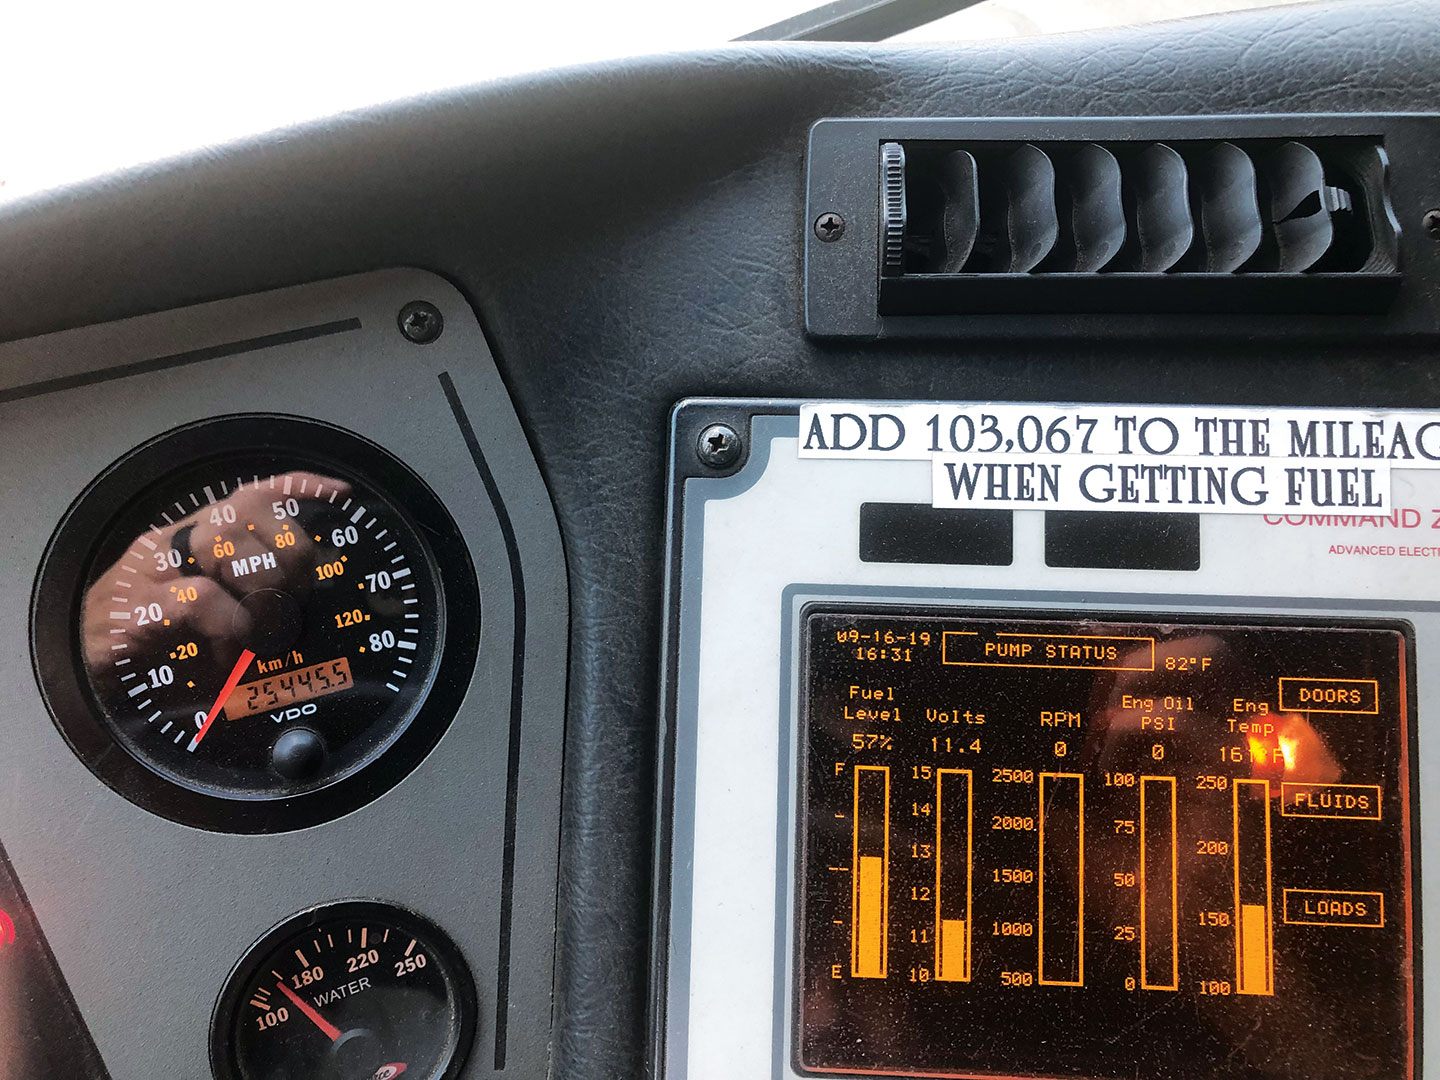 ADD 103,067 TO THE MILEAG
WHEN GETTING FUEL
COMMAND Z
ADVANCED ELECT
0 10 20 30 40 50 60 70 80
20 40 60 80 100 120
MPH
km/h
25445.5
VDO
100 180 220 250
WATER
09-16-19
16:31
PUMP STATUS
82°F
DOORS
Fuel
Level
57%
F
E
Volts
11.4
15
14
13
12
11
10
RPM
0
2500
2000
1500
1000
500
Eng Oil
PSI
0
100
75
50
25
0
Eng
Temp
161°F
250
200
150
100
FLUIDS
LOADS